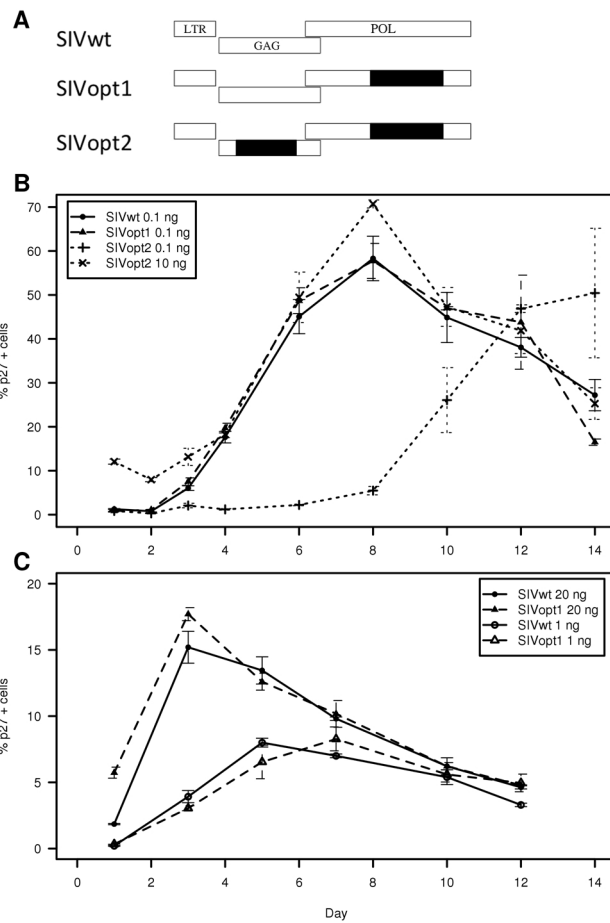 A
SIVwt
LTR
POL
GAG
SIVopt1
SIVopt2
B
% p27 + cells
70
60
50
40
30
20
10
0
SIVwt 0.1 ng
SIVopt1 0.1 ng
SIVopt2 0.1 ng
SIVopt2 10 ng
0 2 4 6 8 10 12 14
C
% p27 + cells
20
15
10
5
0
SIVwt 20 ng
SIVopt1 20 ng
SIVwt 1 ng
SIVopt1 1 ng
0 2 4 6 8 10 12 14
Day